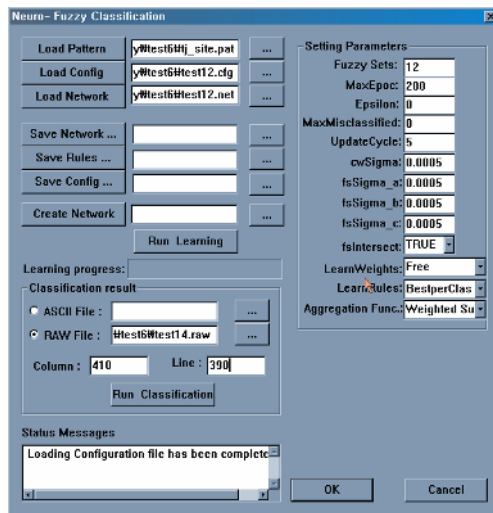 Neuro- Fuzzy Classification
Load Pattern y₩test6₩tj_site.pat ...
Load Config y₩test6₩test12.cfg ...
Load Network y₩test6₩test12.net ...
Save Network ... ...
Save Rules ... ...
Save Config ... ...
Create Network ...
Run Learning
Learning progress:
Classification result
ASCII File : ...
RAW File : ₩test6₩test14.raw ...
Column : 410 Line : 390
Run Classification
Status Messages
Loading Configuration file has been complete
Setting Parameters
Fuzzy Sets: 12
MaxEpoc: 200
Epsilon: 0
MaxMisclassified: 0
UpdateCycle: 5
cwSigma: 0.0005
fsSigma_a: 0.0005
fsSigma_b: 0.0005
fsSigma_c: 0.0005
fsIntersect: TRUE
LearnWeights: Free
LearnRules: BestperClas
Aggregation Func.: Weighted Su
OK Cancel